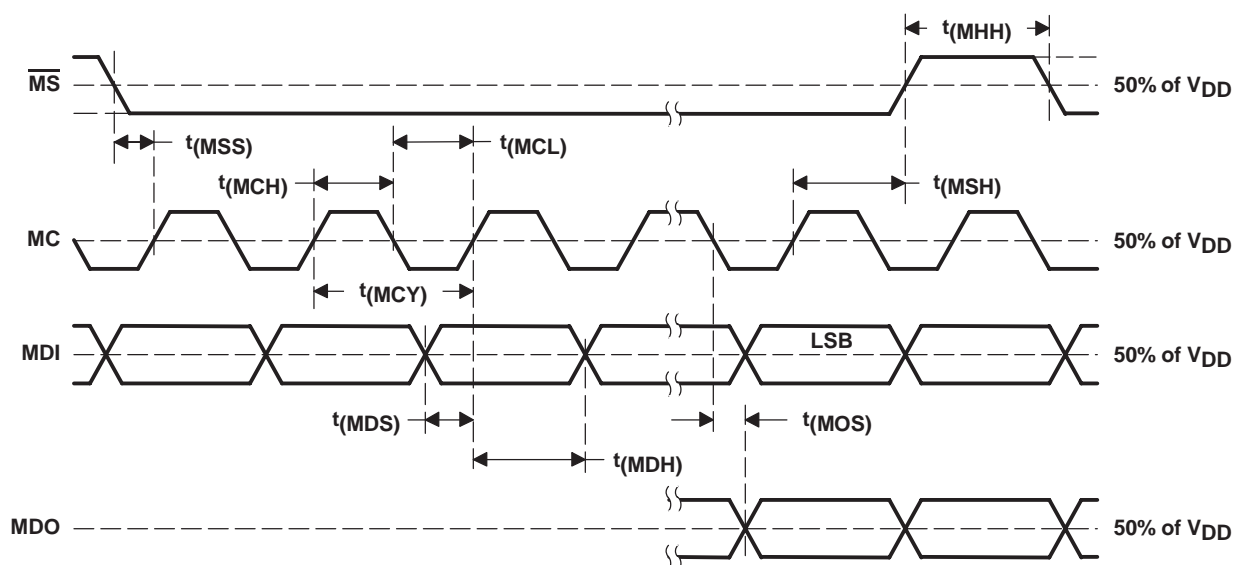 t(MHH)
MS
50% of VDD
t(MSS)
t(MCL)
t(MCH)
t(MSH)
MC
50% of VDD
t(MCY)
LSB
MDI
50% of VDD
t(MDS)
t(MOS)
t(MDH)
MDO
50% of VDD